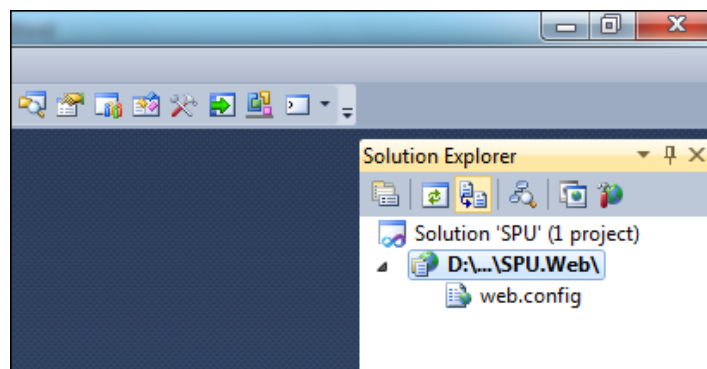 Solution Explorer
Solution 'SPU' (1 project)
D:\...\SPU.Web\
web.config